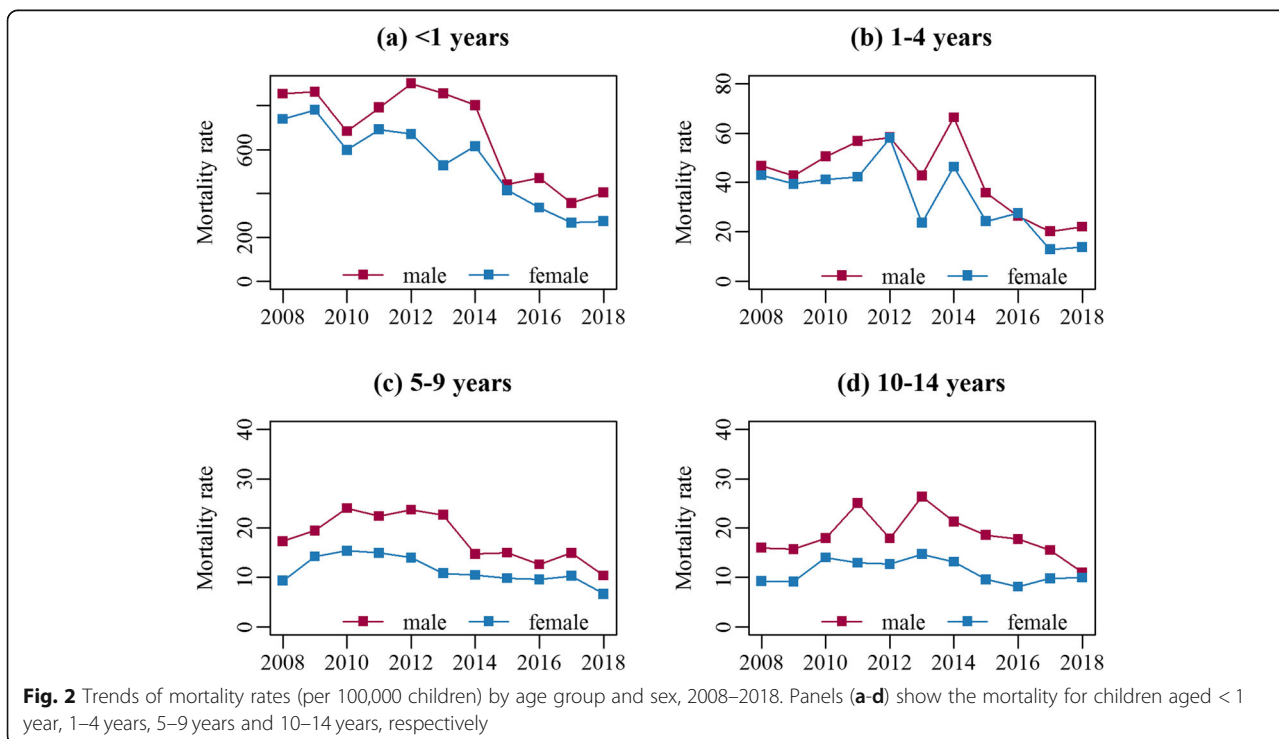 (a) <1 years
Mortality rate
600
200
0
male
female
2008 2010 2012 2014 2016 2018
(b) 1-4 years
Mortality rate
80
60
40
20
0
male
female
2008 2010 2012 2014 2016 2018
(c) 5-9 years
Mortality rate
40
30
20
10
0
male
female
2008 2010 2012 2014 2016 2018
(d) 10-14 years
Mortality rate
40
30
20
10
0
male
female
2008 2010 2012 2014 2016 2018
Fig. 2 Trends of mortality rates (per 100,000 children) by age group and sex, 2008–2018. Panels (a-d) show the mortality for children aged < 1
year, 1–4 years, 5–9 years and 10–14 years, respectively